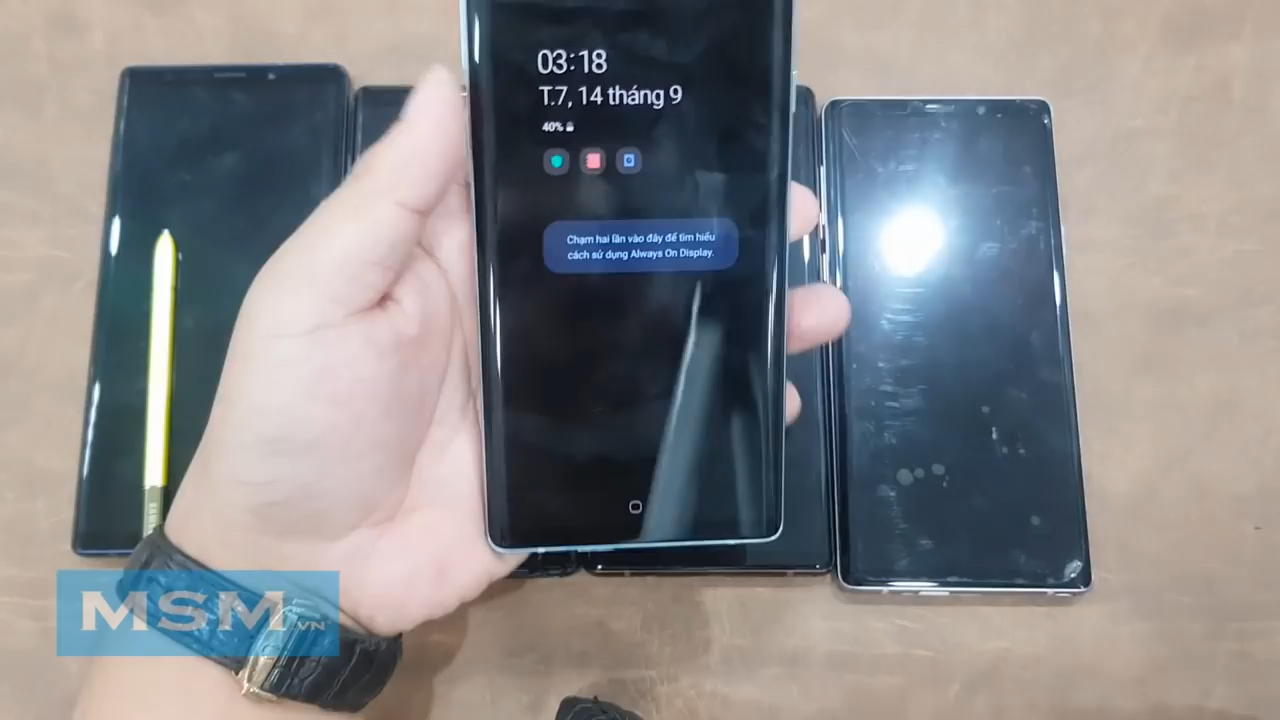 03:18
T.7, 14 tháng 9
40%
Chạm hai lần vào đây để tìm hiểu
cách sử dụng Always On Display.
MSM
VN